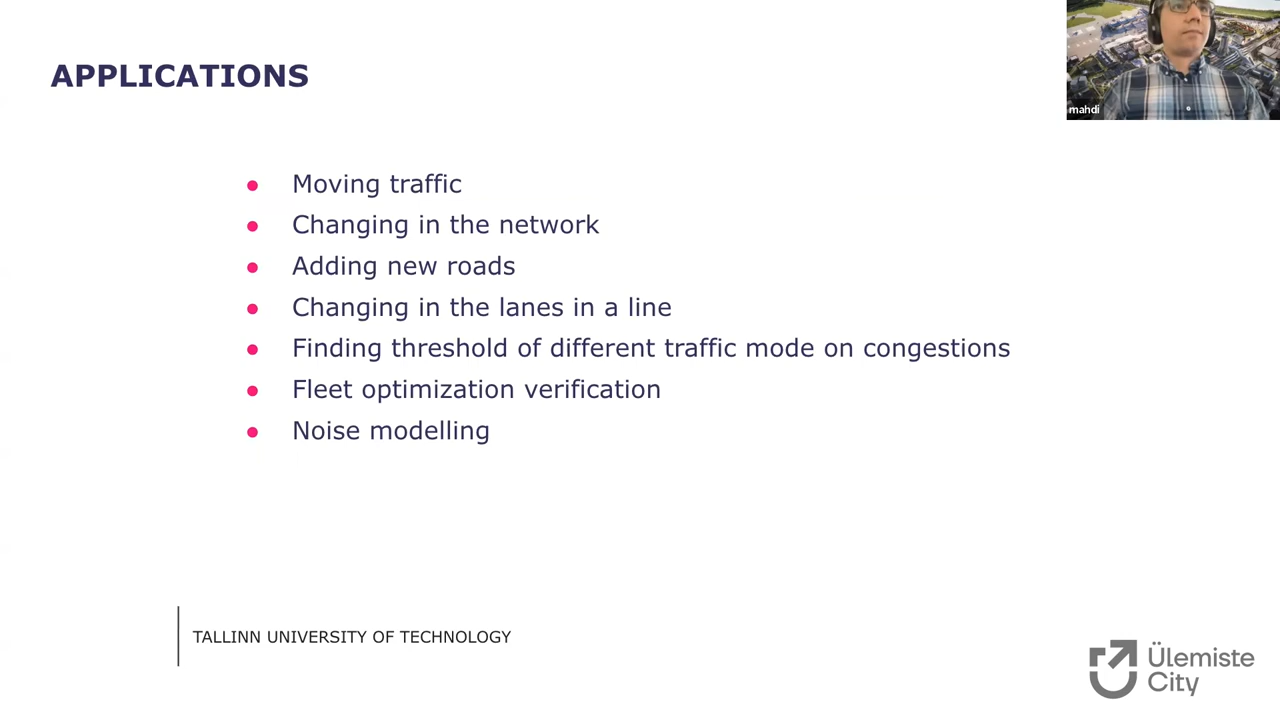 APPLICATIONS
mahdi
● Moving traffic
● Changing in the network
● Adding new roads
● Changing in the lanes in a line
● Finding threshold of different traffic mode on congestions
● Fleet optimization verification
● Noise modelling
TALLINN UNIVERSITY OF TECHNOLOGY
Ülemiste
City